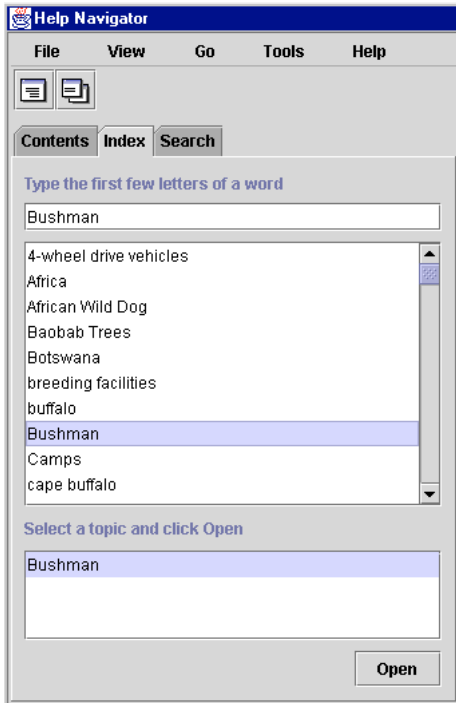 Help Navigator
File View Go Tools Help
Contents Index Search
Type the first few letters of a word
Bushman
4-wheel drive vehicles
Africa
African Wild Dog
Baobab Trees
Botswana
breeding facilities
buffalo
Bushman
Camps
cape buffalo
Select a topic and click Open
Bushman
Open